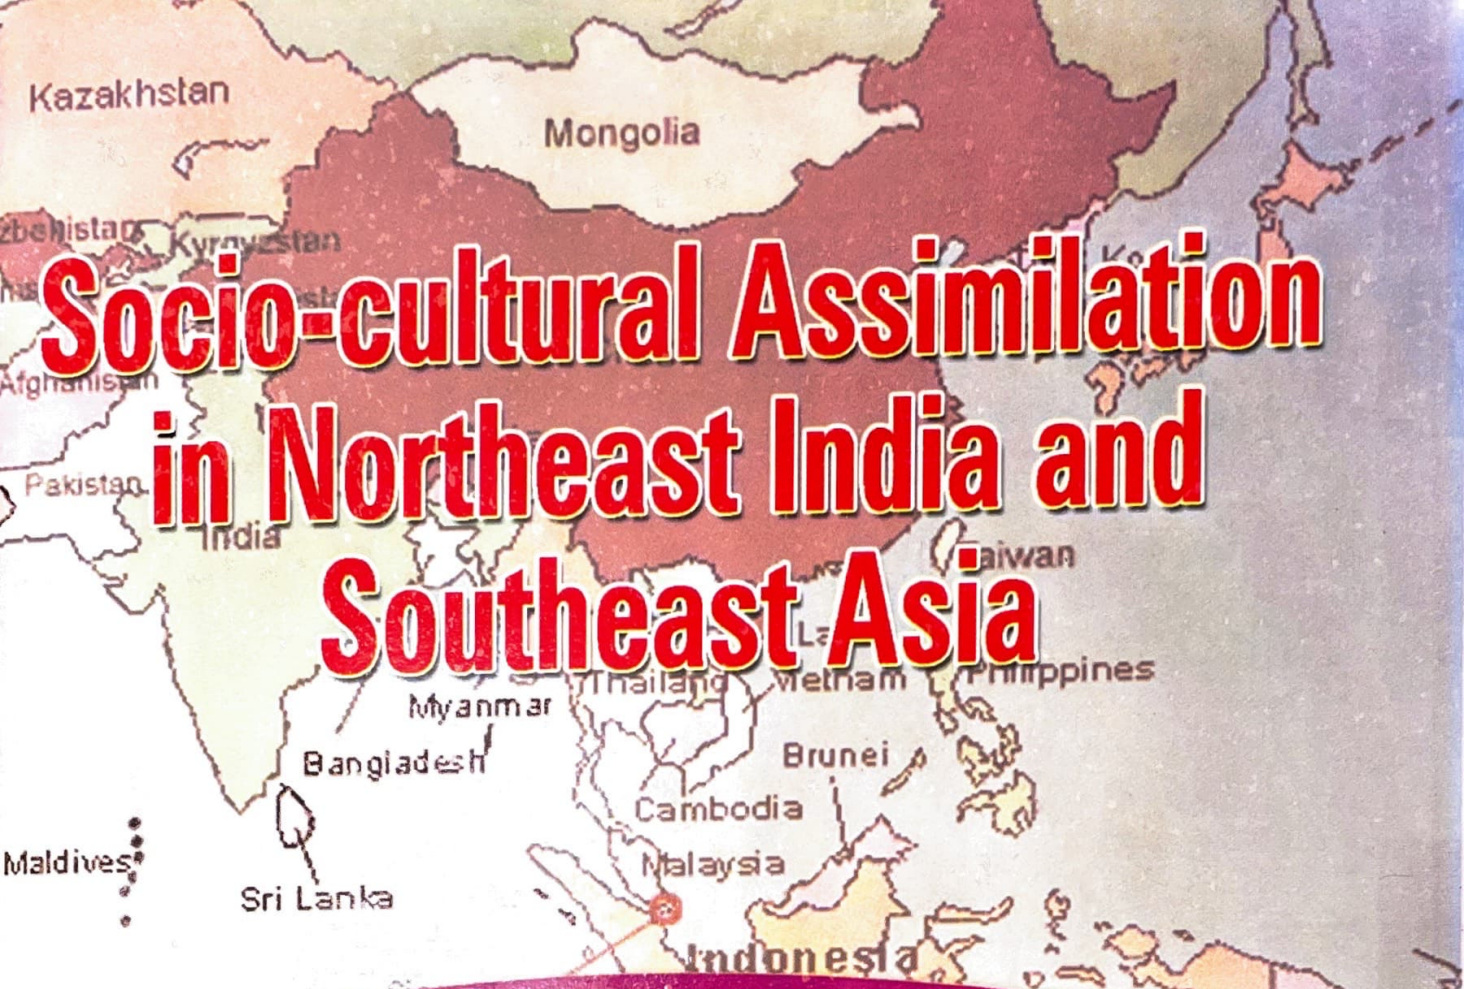 Kazakhstan
Mongolia
Kyrgyzstan
Socio-cultural Assimilation
Afghanistan
in Northeast India and
Pakistan
India
Taiwan
Southeast Asia
Thailand
Vietnam
Philippines
Myanmar
Bangladesh
Brunei
Cambodia
Maldives
Malaysia
Sri Lanka
Indonesia